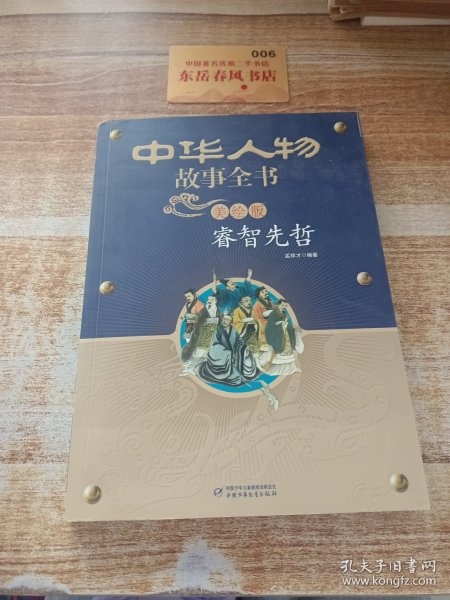 006
中国著名优质二手书店
东岳春风书店
中华人物
故事全书
美绘版
睿智先哲
孟祥才◎编著
中国少年儿童新闻出版总社
中国少年儿童出版社
孔夫子旧书网
www.kongfz.com